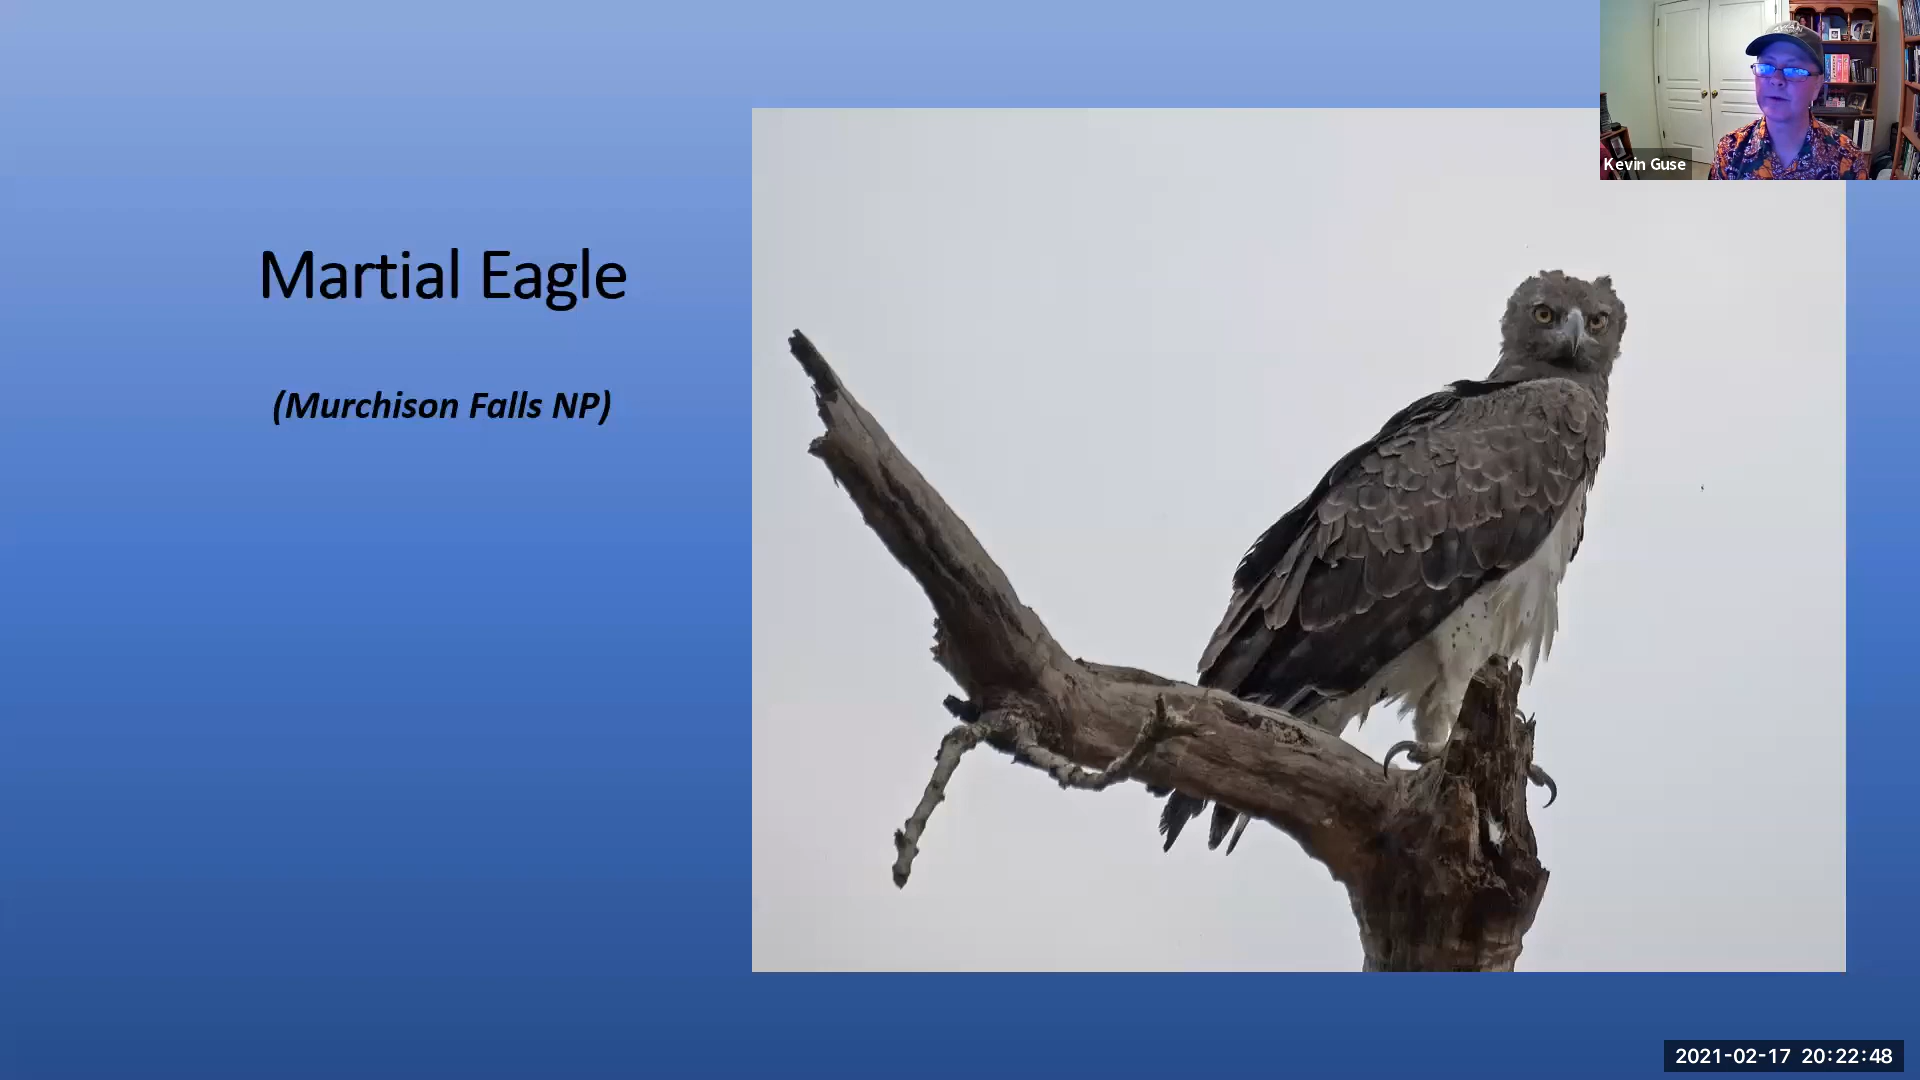 Martial Eagle
(Murchison Falls NP)
Kevin Guse
2021-02-17 20:22:48